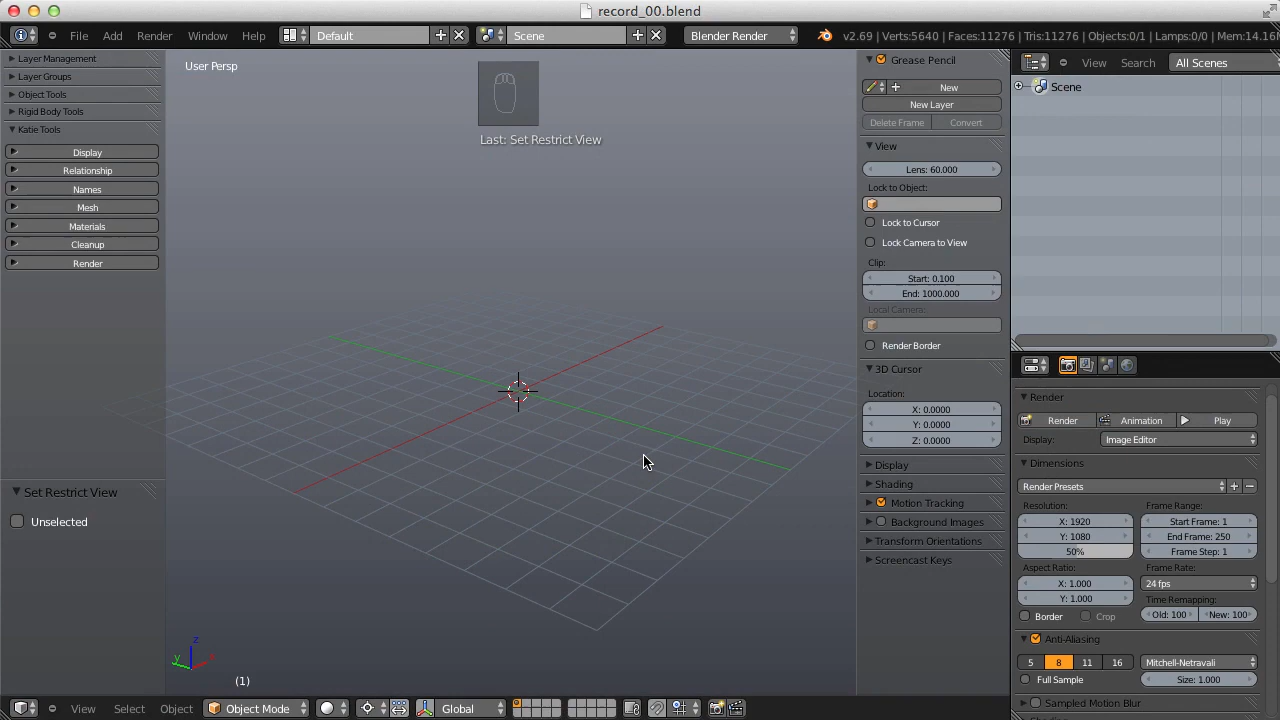 record_00.blend
File Add Render Window Help Default Scene Blender Render v2.69 | Verts:5640 | Faces:11276 | Tris:11276 | Objects:0/1 | Lamps:0/0 | Mem:14.16M
Layer Management
Layer Groups
Object Tools
Rigid Body Tools
Katie Tools
Display
Relationship
Names
Mesh
Materials
Cleanup
Render
Set Restrict View
Unselected
User Persp
Last: Set Restrict View
y z
(1)
Grease Pencil
New
New Layer
Delete Frame Convert
View
Lens: 60.000
Lock to Object:
Lock to Cursor
Lock Camera to View
Clip:
Start: 0.100
End: 1000.000
Local Camera:
Render Border
3D Cursor
Location:
X: 0.0000
Y: 0.0000
Z: 0.0000
Display
Shading
Motion Tracking
Background Images
Transform Orientations
Screencast Keys
View Search All Scenes
Scene
Render
Render Animation Play
Display: Image Editor
Dimensions
Render Presets
Resolution: Frame Range:
X: 1920 Start Frame: 1
Y: 1080 End Frame: 250
50% Frame Step: 1
Aspect Ratio: Frame Rate:
X: 1.000 24 fps
Y: 1.000 Time Remapping:
Border Crop Old: 100 New: 100
Anti-Aliasing
5 8 11 16 Mitchell-Netravali
Full Sample Size: 1.000
Sampled Motion Blur
View Select Object Object Mode Global